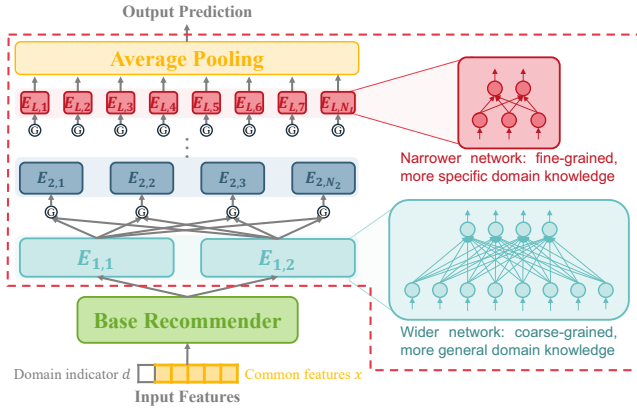 Output Prediction
Average Pooling
E_{L,1} E_{L,2} E_{L,3} E_{L,4} E_{L,5} E_{L,6} E_{L,7} E_{L,N_L}
G G G G G G G G
E_{2,1} E_{2,2} E_{2,3} E_{2,N_2}
G G G G
E_{1,1} E_{1,2}
Base Recommender
Domain indicator d Common features x
Input Features
Narrower network: fine-grained,
more specific domain knowledge
Wider network: coarse-grained,
more general domain knowledge